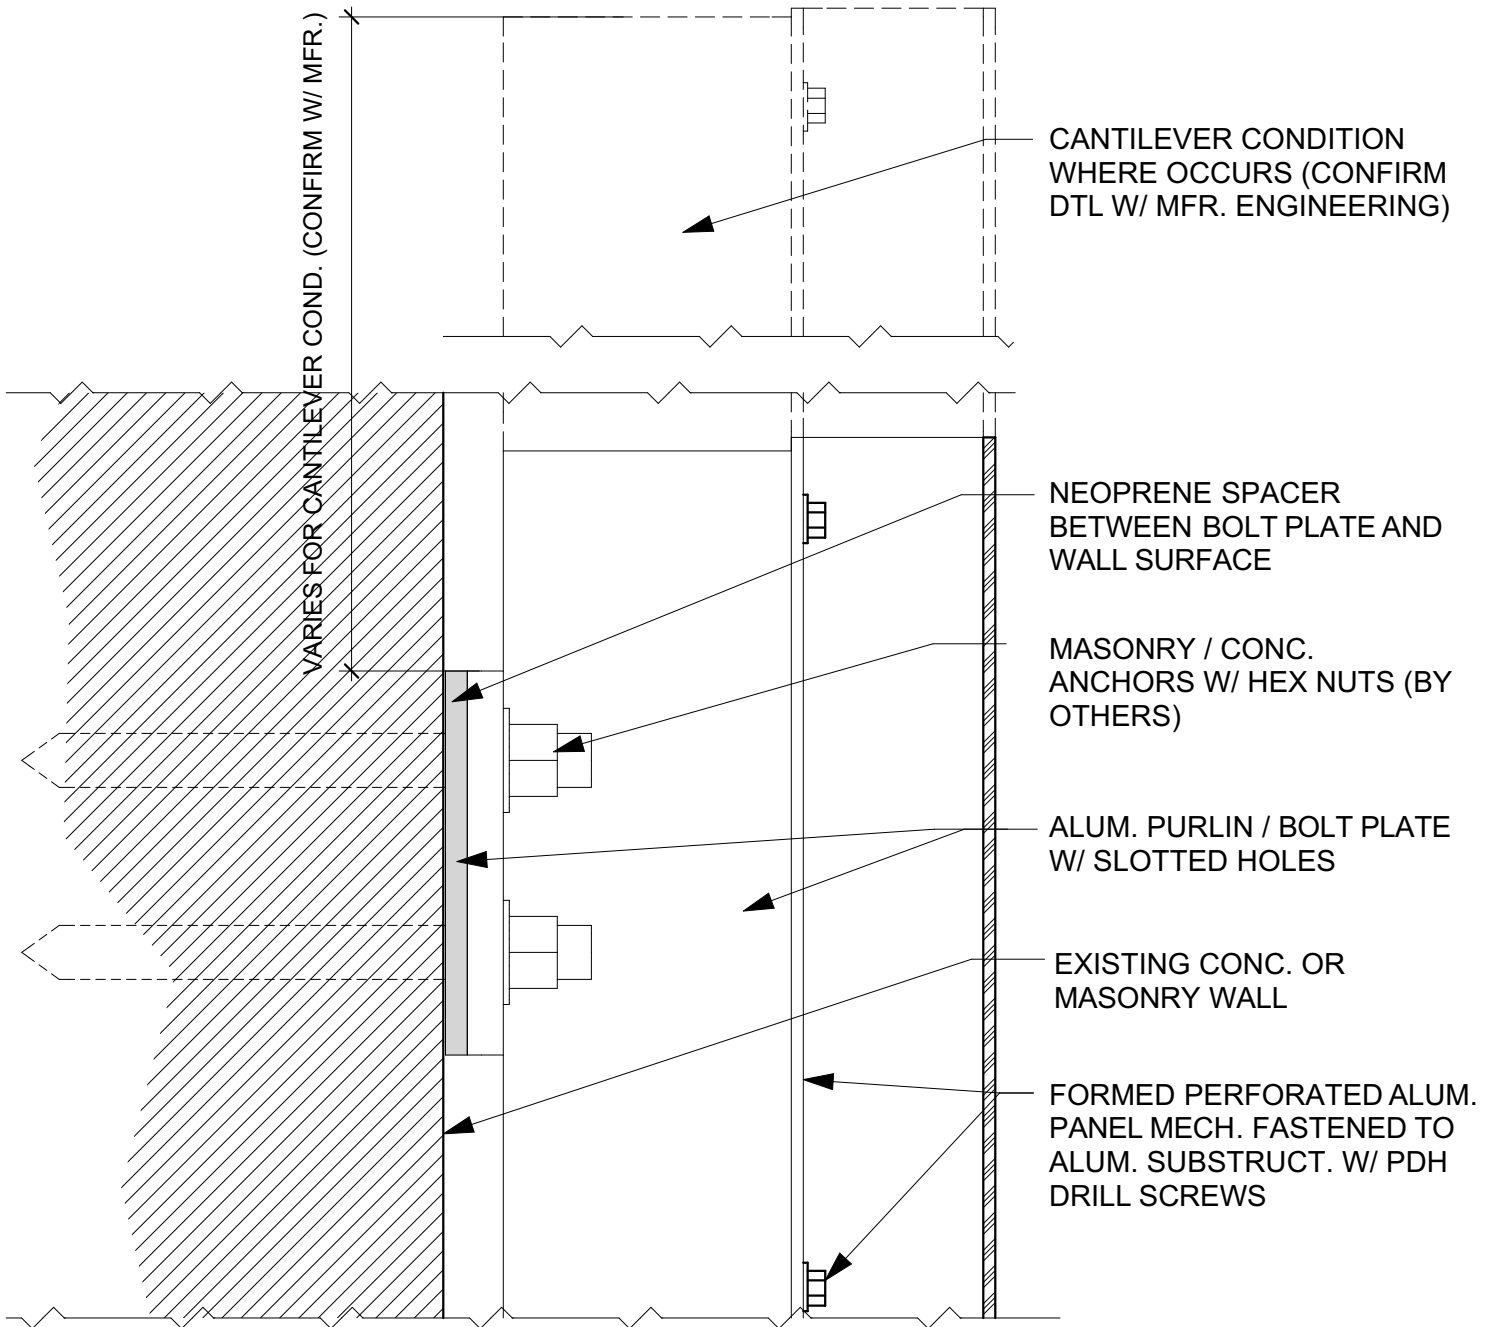 VARIES FOR CANTILEVER COND. (CONFIRM W/ MFR.)
CANTILEVER CONDITION
WHERE OCCURS (CONFIRM
DTL W/ MFR. ENGINEERING)
NEOPRENE SPACER
BETWEEN BOLT PLATE AND
WALL SURFACE
MASONRY / CONC.
ANCHORS W/ HEX NUTS (BY
OTHERS)
ALUM. PURLIN / BOLT PLATE
W/ SLOTTED HOLES
EXISTING CONC. OR
MASONRY WALL
FORMED PERFORATED ALUM.
PANEL MECH. FASTENED TO
ALUM. SUBSTRUCT. W/ PDH
DRILL SCREWS